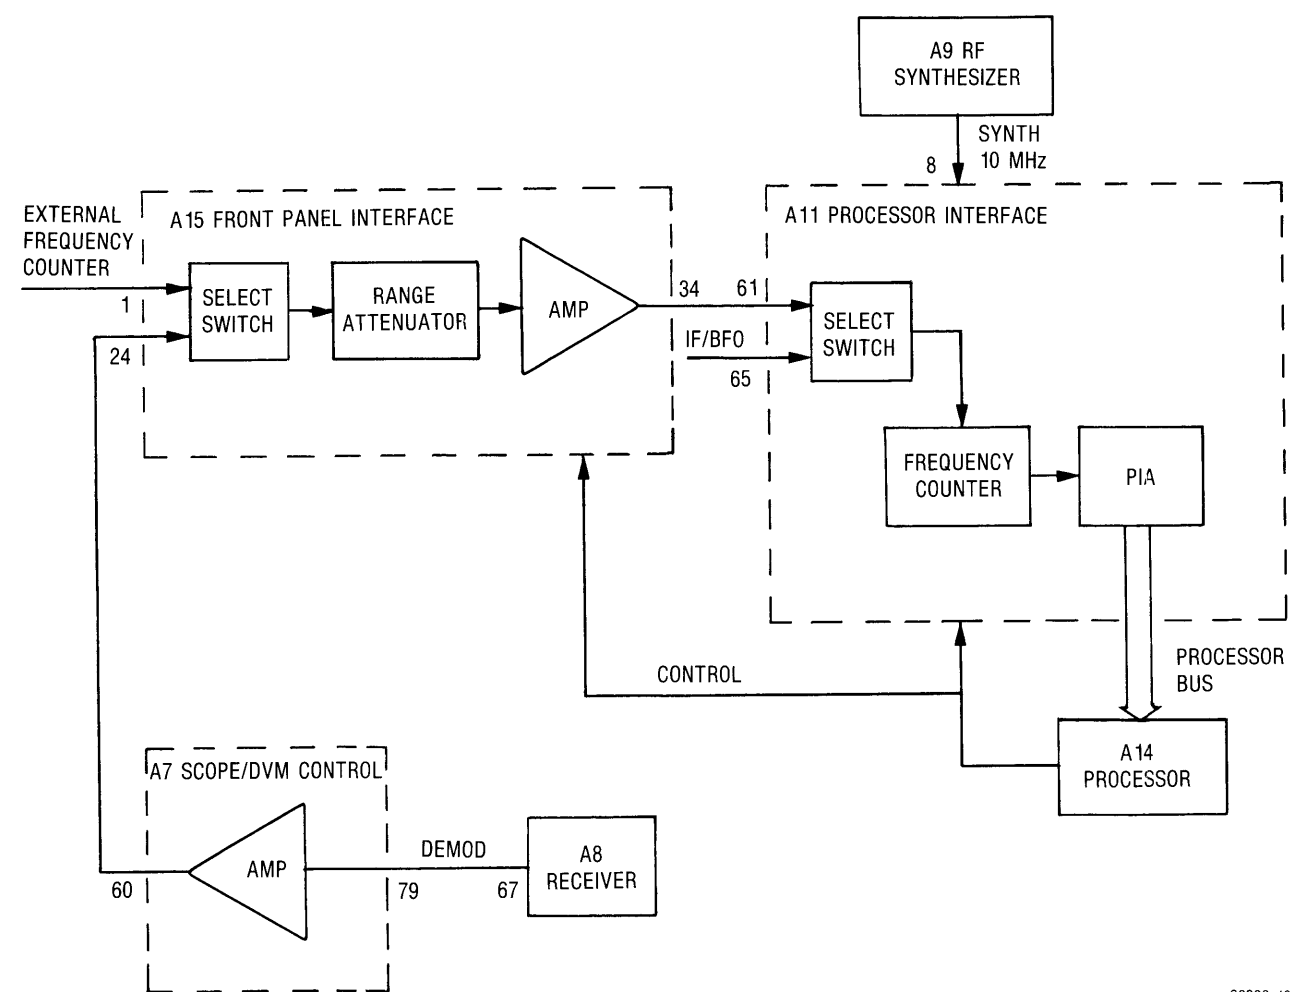 A9 RF
SYNTHESIZER
SYNTH
10 MHz
8
EXTERNAL
FREQUENCY
COUNTER
1
24
A15 FRONT PANEL INTERFACE
SELECT
SWITCH
RANGE
ATTENUATOR
AMP
34
61
IF/BFO
65
A11 PROCESSOR INTERFACE
SELECT
SWITCH
FREQUENCY
COUNTER
PIA
CONTROL
PROCESSOR
BUS
A14
PROCESSOR
A7 SCOPE/DVM CONTROL
AMP
60
79
DEMOD
67
A8
RECEIVER